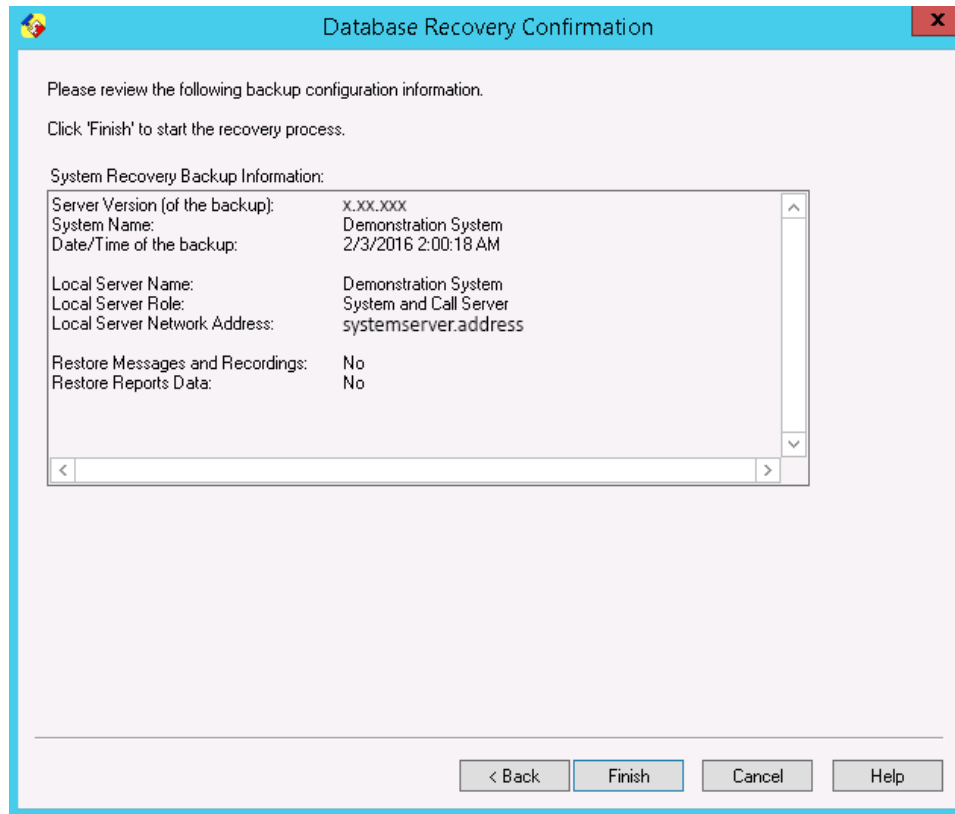 Database Recovery Confirmation
x
Please review the following backup configuration information.
Click 'Finish' to start the recovery process.
System Recovery Backup Information:
Server Version (of the backup): x.xx.xxx
System Name: Demonstration System
Date/Time of the backup: 2/3/2016 2:00:18 AM
Local Server Name: Demonstration System
Local Server Role: System and Call Server
Local Server Network Address: systemserver.address
Restore Messages and Recordings: No
Restore Reports Data: No
< Back Finish Cancel Help